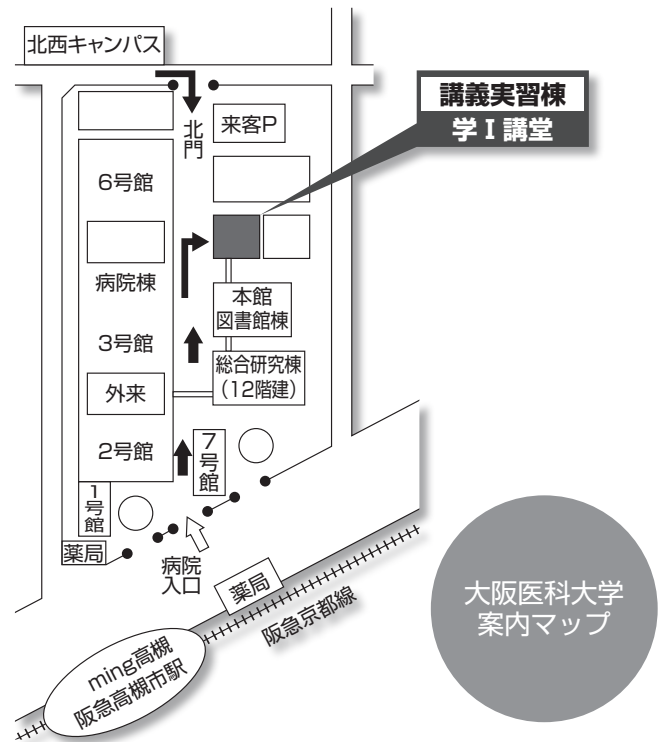 北西キャンパス
講義実習棟
学Ⅰ講堂
北門
来客P
6号館
病院棟
本館
図書館棟
3号館
総合研究棟
（12階建）
外来
2号館
7号館
1号館
薬局
病院
入口
薬局
阪急京都線
ming高槻
阪急高槻市駅
大阪医科大学
案内マップ